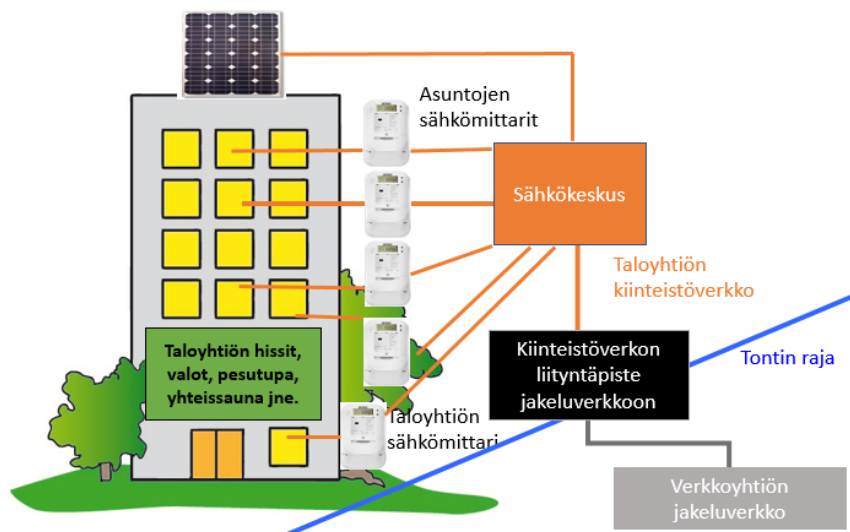 Asuntojen
sähkömittarit
Sähkökeskus
Taloyhtiön
kiinteistöverkko
Taloyhtiön hissit,
valot, pesutupa,
yhteissauna jne.
Kiinteistöverkon
liityntäpiste
jakeluverkkoon
Tontin raja
Taloyhtiön
sähkömittari
Verkkoyhtiön
jakeluverkko